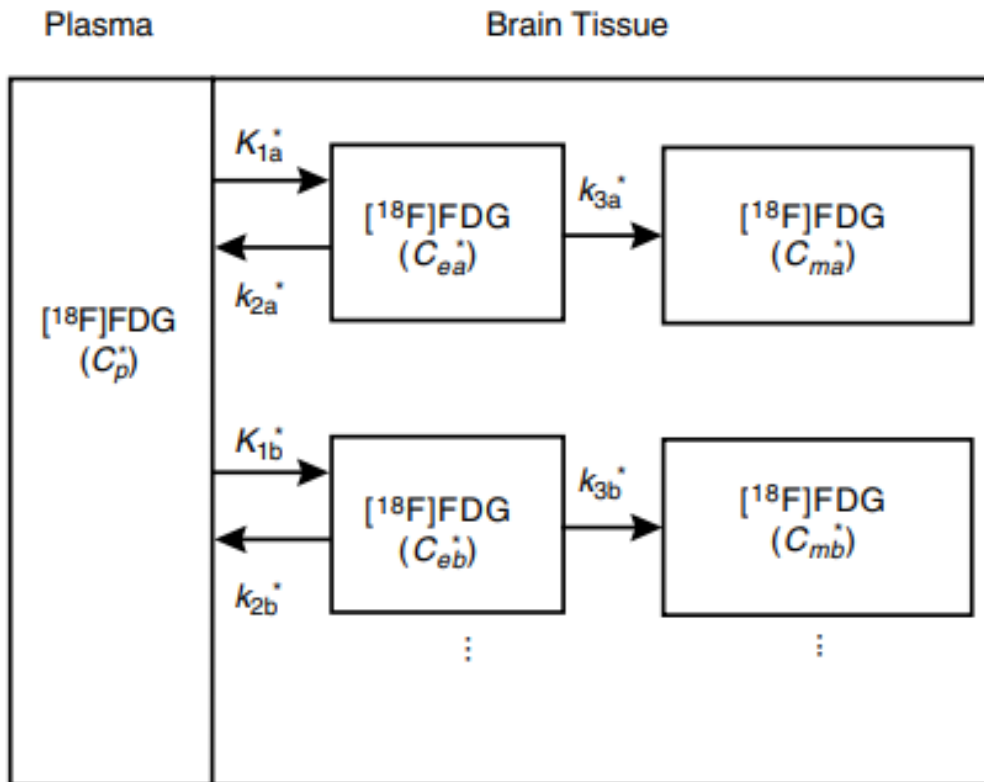 Plasma
Brain Tissue
K₁ₐ*
k₂ₐ*
[¹⁸F]FDG
(Cₑₐ*)
k₃ₐ*
[¹⁸F]FDG
(Cₘₐ*)
[¹⁸F]FDG
(Cₚ*)
K₁b*
k₂b*
[¹⁸F]FDG
(Cₑb*)
k₃b*
[¹⁸F]FDG
(Cₘb*)
⋮
⋮